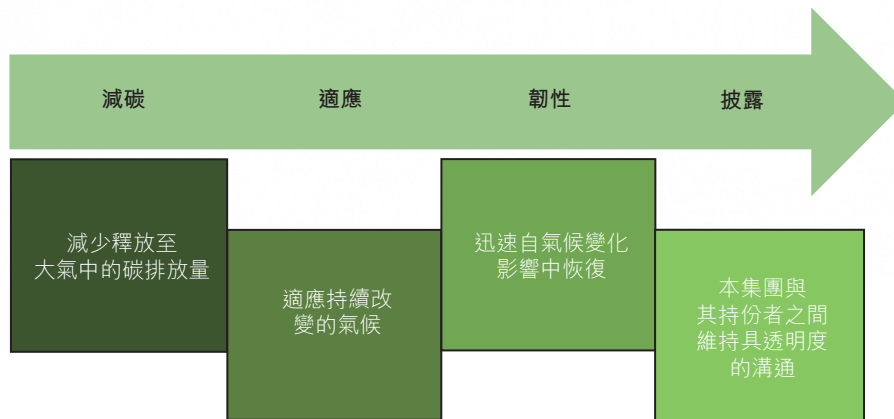 減碳
適應
韌性
披露
減少釋放至
大氣中的碳排放量
適應持續改
變的氣候
迅速自氣候變化
影響中恢復
本集團與
其持份者之間
維持具透明度
的溝通